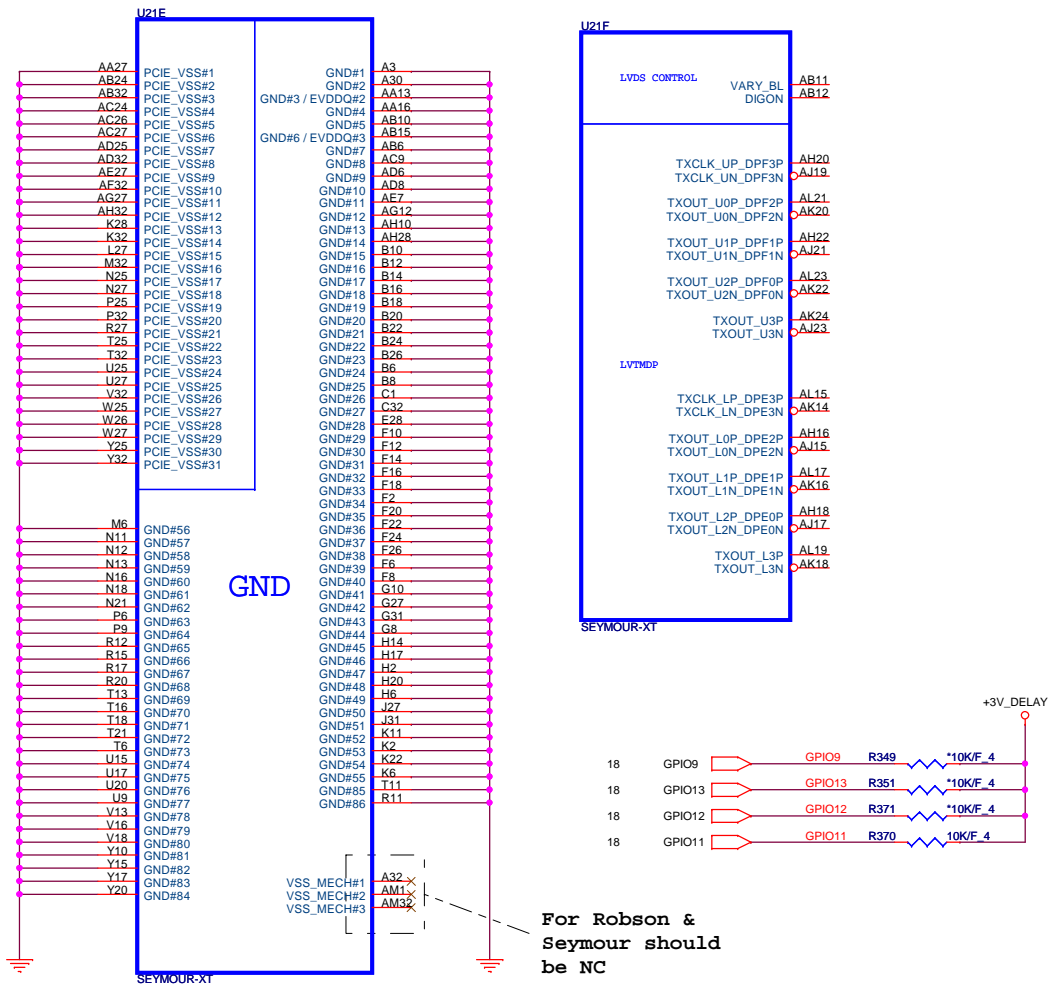 U21E
AA27 PCIE_VSS#1 GND#1 A3
AB24 PCIE_VSS#2 GND#2 A30
AB32 PCIE_VSS#3 GND#3 / EVDDQ#2 AA13
AC24 PCIE_VSS#4 GND#4 AA16
AC26 PCIE_VSS#5 GND#5 AB10
AC27 PCIE_VSS#6 GND#6 / EVDDQ#3 AB15
AD25 PCIE_VSS#7 GND#7 AB6
AD32 PCIE_VSS#8 GND#8 AC9
AE27 PCIE_VSS#9 GND#9 AD6
AF32 PCIE_VSS#10 GND#10 AD8
AG27 PCIE_VSS#11 GND#11 AE7
AH32 PCIE_VSS#12 GND#12 AG12
K28 PCIE_VSS#13 GND#13 AH10
K32 PCIE_VSS#14 GND#14 AH28
L27 PCIE_VSS#15 GND#15 B10
M32 PCIE_VSS#16 GND#16 B12
N25 PCIE_VSS#17 GND#17 B14
N27 PCIE_VSS#18 GND#18 B16
P25 PCIE_VSS#19 GND#19 B18
P32 PCIE_VSS#20 GND#20 B20
R27 PCIE_VSS#21 GND#21 B22
T25 PCIE_VSS#22 GND#22 B24
T32 PCIE_VSS#23 GND#23 B26
U25 PCIE_VSS#24 GND#24 B6
U27 PCIE_VSS#25 GND#25 B8
V32 PCIE_VSS#26 GND#26 C1
W25 PCIE_VSS#27 GND#27 C32
W26 PCIE_VSS#28 GND#28 E28
W27 PCIE_VSS#29 GND#29 F10
Y25 PCIE_VSS#30 GND#30 F12
Y32 PCIE_VSS#31 GND#31 F14
GND#32 F16
GND#33 F18
GND#34 F2
GND#35 F20
M6 GND#56 GND#36 F22
N11 GND#57 GND#37 F24
N12 GND#58 GND#38 F26
N13 GND#59 GND#39 F6
N16 GND#60 GND#40 F8
N18 GND#61 GND#41 G10
N21 GND#62 GND#42 G27
P6 GND#63 GND#43 G31
P9 GND#64 GND#44 G8
R12 GND#65 GND#45 H14
R15 GND#66 GND#46 H17
R17 GND#67 GND#47 H2
R20 GND#68 GND#48 H20
T13 GND#69 GND#49 H6
T16 GND#70 GND#50 J27
T18 GND#71 GND#51 J31
T21 GND#72 GND#52 K11
T6 GND#73 GND#53 K2
U15 GND#74 GND#54 K22
U17 GND#75 GND#55 K6
U20 GND#76 GND#85 T11
U9 GND#77 GND#86 R11
V13 GND#78
V16 GND#79
V18 GND#80
Y10 GND#81
Y15 GND#82
Y17 GND#83
Y20 GND#84
GND
VSS_MECH#1 A32
VSS_MECH#2 AM1
VSS_MECH#3 AM32
SEYMOUR-XT
For Robson &
Seymour should
be NC
U21F
LVDS CONTROL
VARY_BL AB11
DIGON AB12
TXCLK_UP_DPF3P AH20
TXCLK_UN_DPF3N AJ19
TXOUT_U0P_DPF2P AL21
TXOUT_U0N_DPF2N AK20
TXOUT_U1P_DPF1P AH22
TXOUT_U1N_DPF1N AJ21
TXOUT_U2P_DPF0P AL23
TXOUT_U2N_DPF0N AK22
TXOUT_U3P AK24
TXOUT_U3N AJ23
LVTMDP
TXCLK_LP_DPE3P AL15
TXCLK_LN_DPE3N AK14
TXOUT_L0P_DPE2P AH16
TXOUT_L0N_DPE2N AJ15
TXOUT_L1P_DPE1P AL17
TXOUT_L1N_DPE1N AK16
TXOUT_L2P_DPE0P AH18
TXOUT_L2N_DPE0N AJ17
TXOUT_L3P AL19
TXOUT_L3N AK18
SEYMOUR-XT
+3V_DELAY
18 GPIO9 GPIO9 R349 *10K/F_4
18 GPIO13 GPIO13 R351 *10K/F_4
18 GPIO12 GPIO12 R371 *10K/F_4
18 GPIO11 GPIO11 R370 10K/F_4